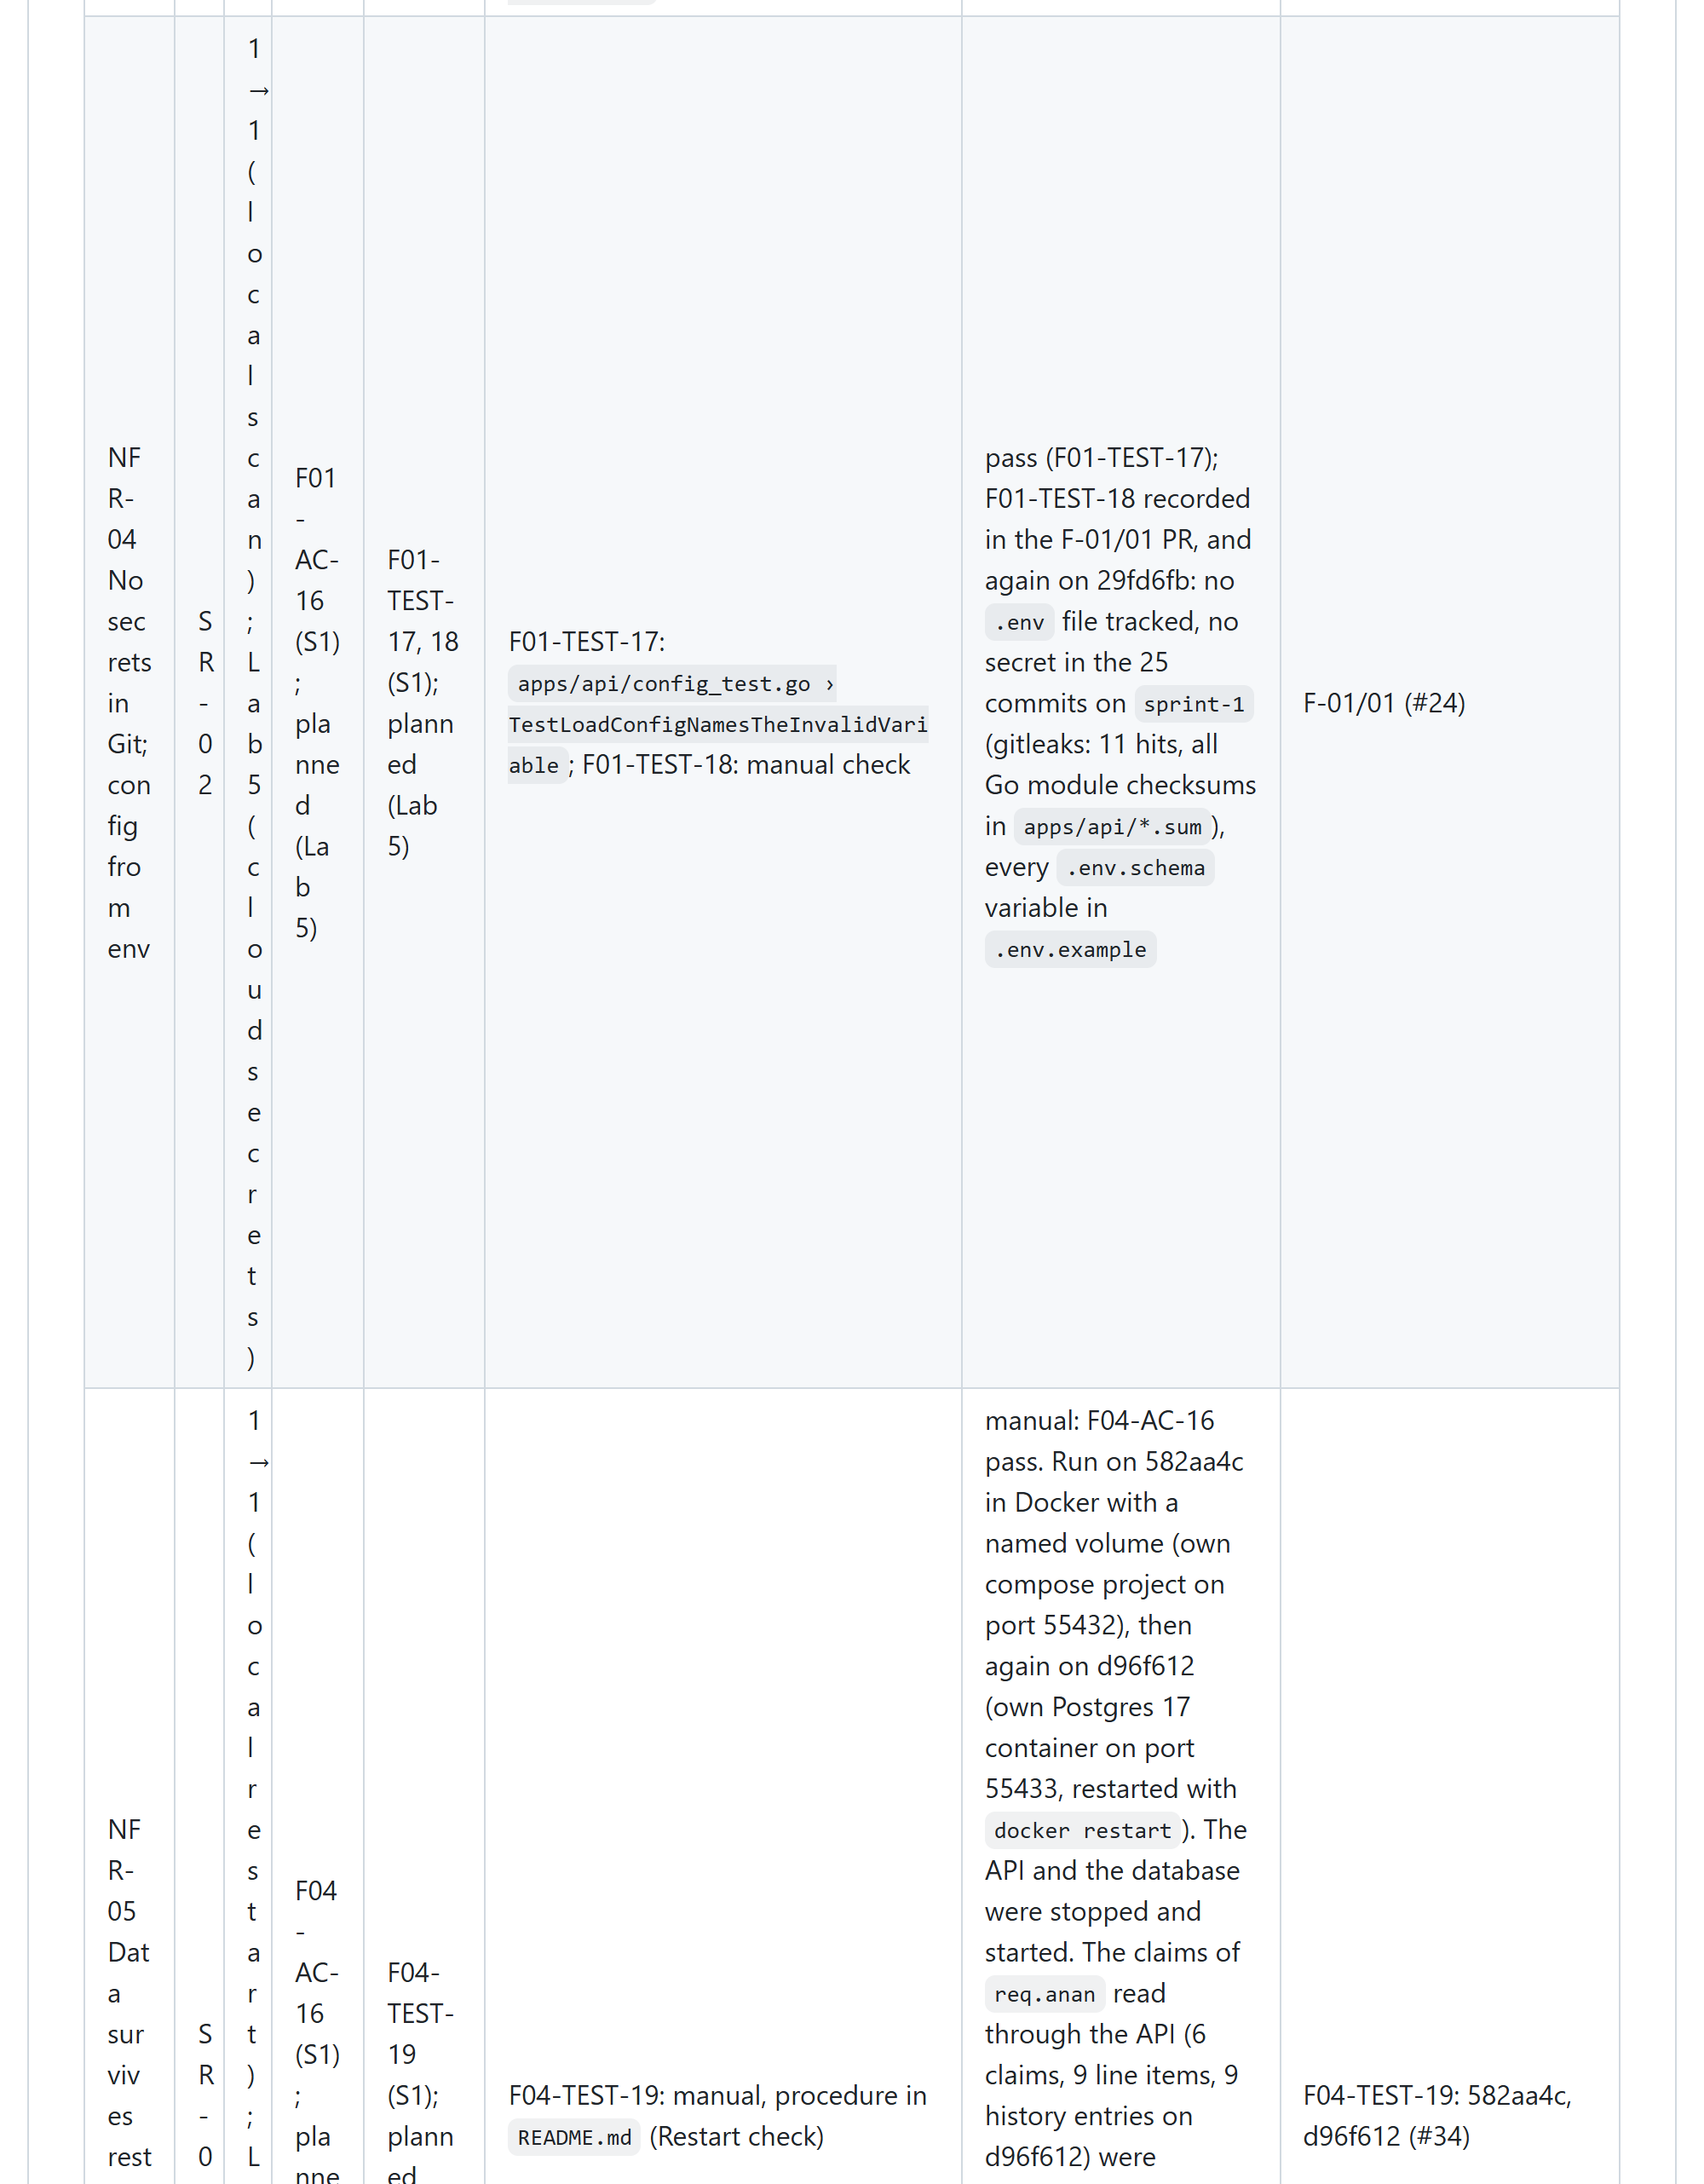 NF
R-
04
No
sec
rets
in
Git;
con
fig
fro
m
env
S
R
-
0
2
1
→
1
(
l
o
c
a
l
s
c
a
n
)
;
L
a
b
5
(
c
l
o
u
d
s
e
c
r
e
t
s
)
F01
-
AC-
16
(S1)
;
pla
nne
d
(La
b
5)
F01-
TEST-
17, 18
(S1);
plann
ed
(Lab
5)
F01-TEST-17:
apps/api/config_test.go ›
TestLoadConfigNamesTheInvalidVari
able; F01-TEST-18: manual check
pass (F01-TEST-17);
F01-TEST-18 recorded
in the F-01/01 PR, and
again on 29fd6fb: no
.env file tracked, no
secret in the 25
commits on sprint-1
(gitleaks: 11 hits, all
Go module checksums
in apps/api/*.sum),
every .env.schema
variable in
.env.example
F-01/01 (#24)
NF
R-
05
Dat
a
sur
viv
es
rest
S
R
-
0
1
→
1
(
l
o
c
a
l
r
e
s
t
a
r
t
)
;
L
F04
-
AC-
16
(S1)
;
pla
nne
F04-
TEST-
19
(S1);
plann
ed
F04-TEST-19: manual, procedure in
README.md (Restart check)
manual: F04-AC-16
pass. Run on 582aa4c
in Docker with a
named volume (own
compose project on
port 55432), then
again on d96f612
(own Postgres 17
container on port
55433, restarted with
docker restart). The
API and the database
were stopped and
started. The claims of
req.anan read
through the API (6
claims, 9 line items, 9
history entries on
d96f612) were
F04-TEST-19: 582aa4c,
d96f612 (#34)